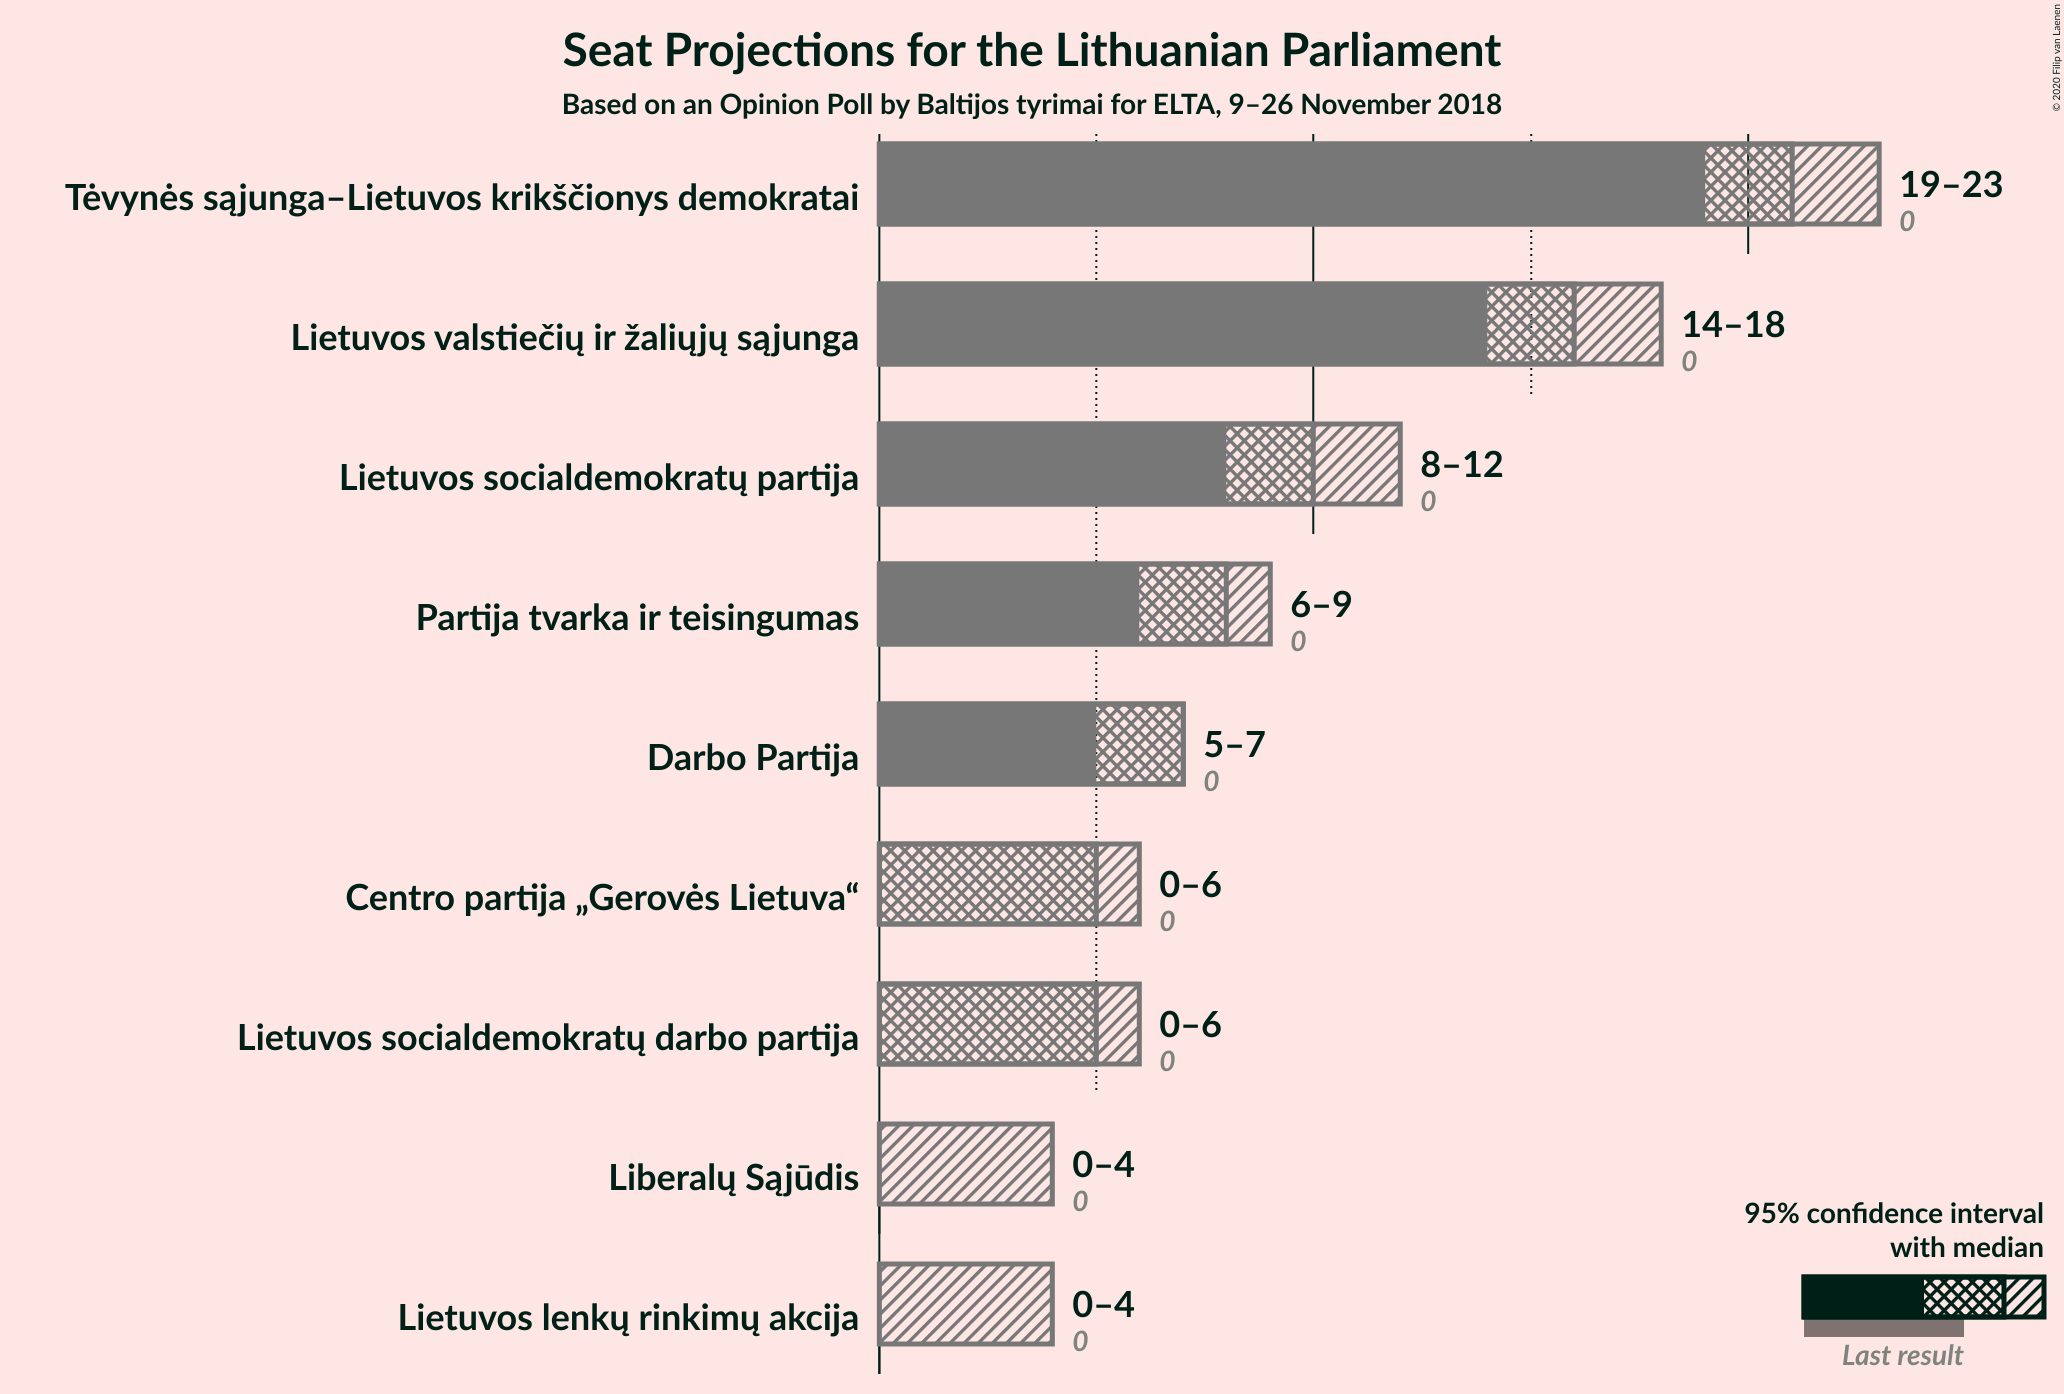 Seat Projections for the Lithuanian Parliament
Based on an Opinion Poll by Baltijos tyrimai for ELTA, 9–26 November 2018
© 2020 Filip van Laenen
Tėvynės sąjunga–Lietuvos krikščionys demokratai
19–23
0
Lietuvos valstiečių ir žaliųjų sąjunga
14–18
0
Lietuvos socialdemokratų partija
8–12
0
Partija tvarka ir teisingumas
6–9
0
Darbo Partija
5–7
0
Centro partija „Gerovės Lietuva“
0–6
0
Lietuvos socialdemokratų darbo partija
0–6
0
Liberalų Sąjūdis
0–4
0
Lietuvos lenkų rinkimų akcija
0–4
0
95% confidence interval
with median
Last result